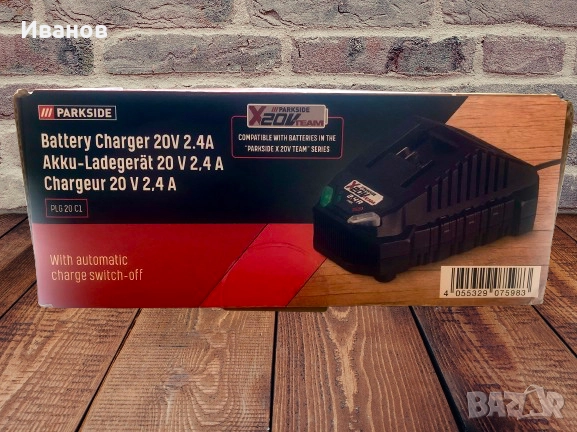 Иванов
/// PARKSIDE
Battery Charger 20V 2.4A
Akku-Ladegerät 20 V 2,4 A
Chargeur 20 V 2,4 A
PLG 20 C1
With automatic
charge switch-off
/// PARKSIDE
X20V TEAM
COMPATIBLE WITH BATTERIES IN THE
"PARKSIDE X 20V TEAM" SERIES
4 055329 075983
BAZAR